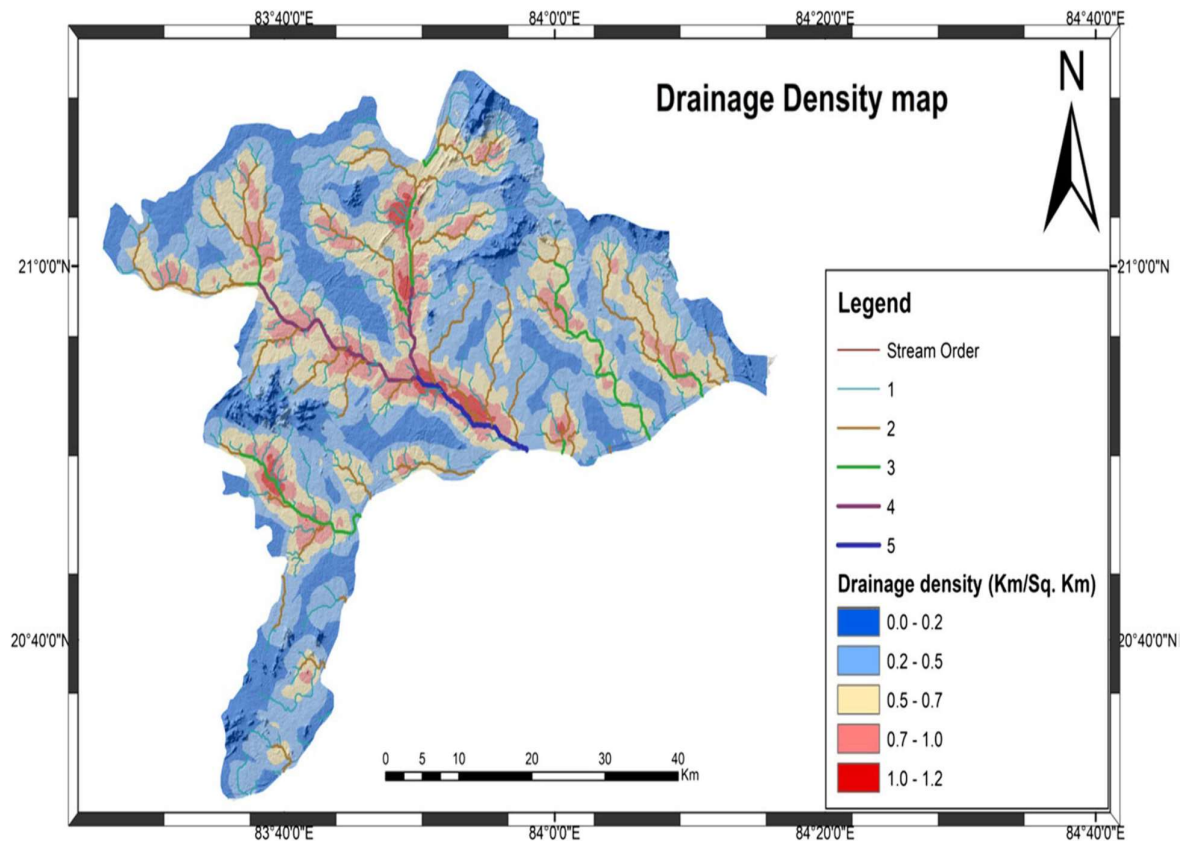 83°40'0"E 84°0'0"E 84°20'0"E 84°40'0"E
Drainage Density map
N
21°0'0"N 21°0'0"N
Legend
Stream Order
1
2
3
4
5
Drainage density (Km/Sq. Km)
0.0 - 0.2
0.2 - 0.5
0.5 - 0.7
0.7 - 1.0
1.0 - 1.2
20°40'0"N 20°40'0"N
0 5 10 20 30 40
Km
83°40'0"E 84°0'0"E 84°20'0"E 84°40'0"E